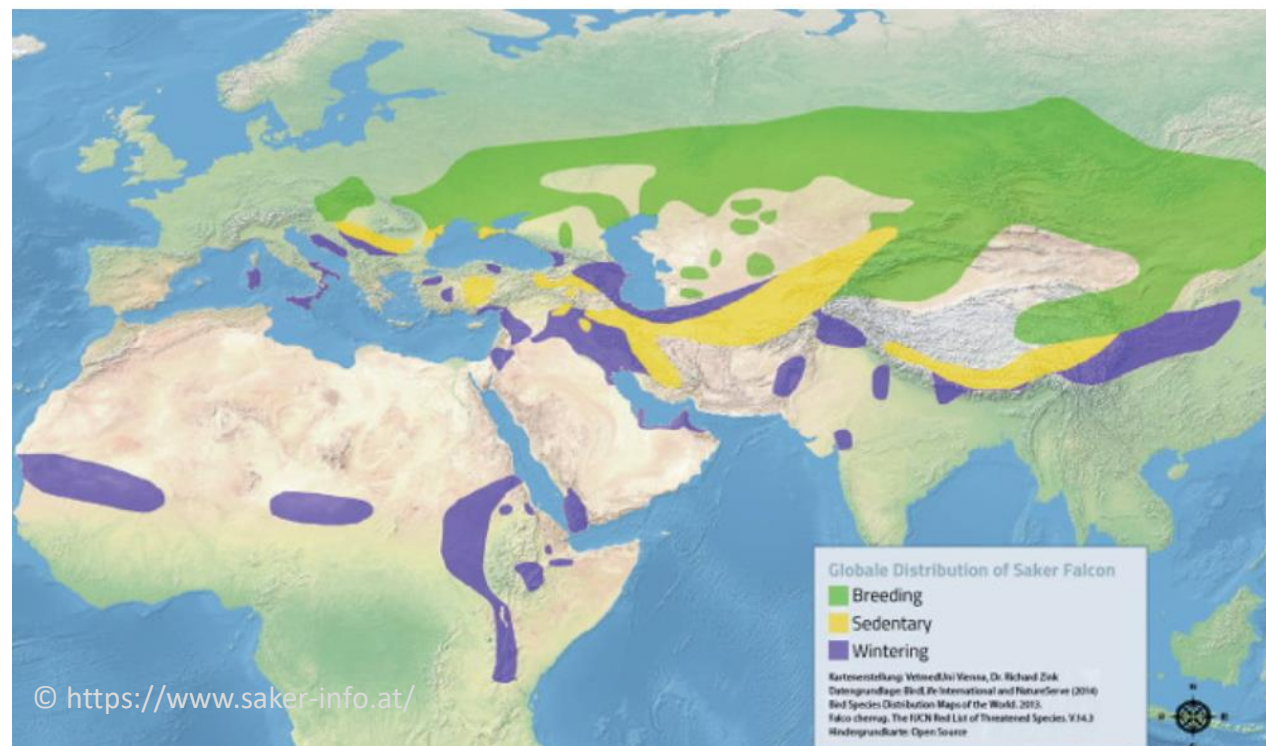 Globale Distribution of Saker Falcon
Breeding
Sedentary
Wintering
Kartenerstellung: VetmedUni Vienna, Dr. Richard Zink
Datengrundlage: BirdLife International and NatureServe (2014)
Bird Species Distribution Maps of the World. 2013.
Falco cherrug. The IUCN Red List of Threatened Species. V.14.3
Hindergrundkarte: Open Source
N
E
© https://www.saker-info.at/